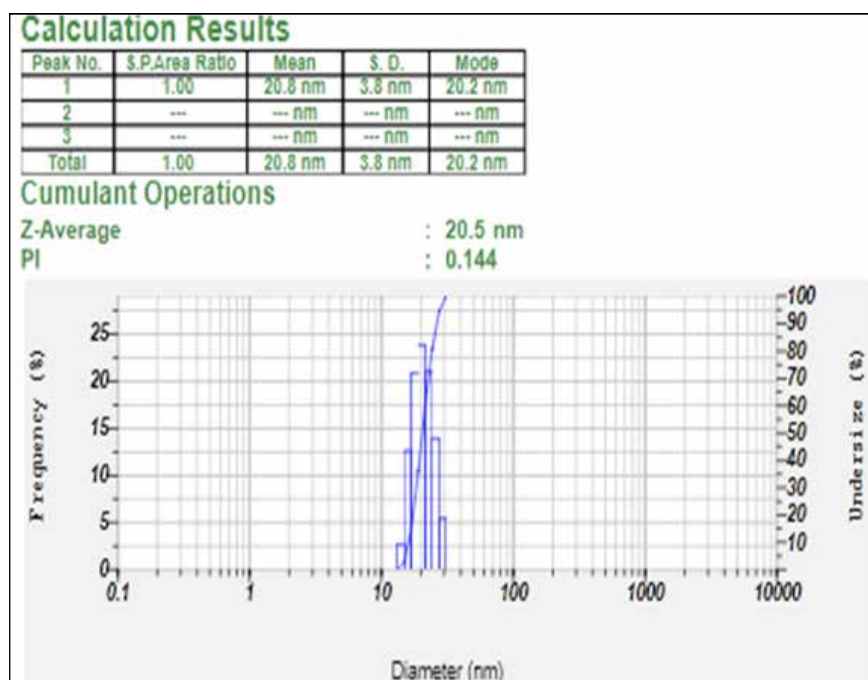 Calculation Results
Peak No. S.P.Area Ratio Mean S. D. Mode
1 1.00 20.8 nm 3.8 nm 20.2 nm
2 --- --- nm --- nm --- nm
3 --- --- nm --- nm --- nm
Total 1.00 20.8 nm 3.8 nm 20.2 nm
Cumulant Operations
Z-Average : 20.5 nm
PI : 0.144
Frequency (%)
25
20
15
10
5
0
0.1 1 10 100 1000 10000
100
90
80
70
60
50
40
30
20
10
Undersize (%)
Diameter (nm)